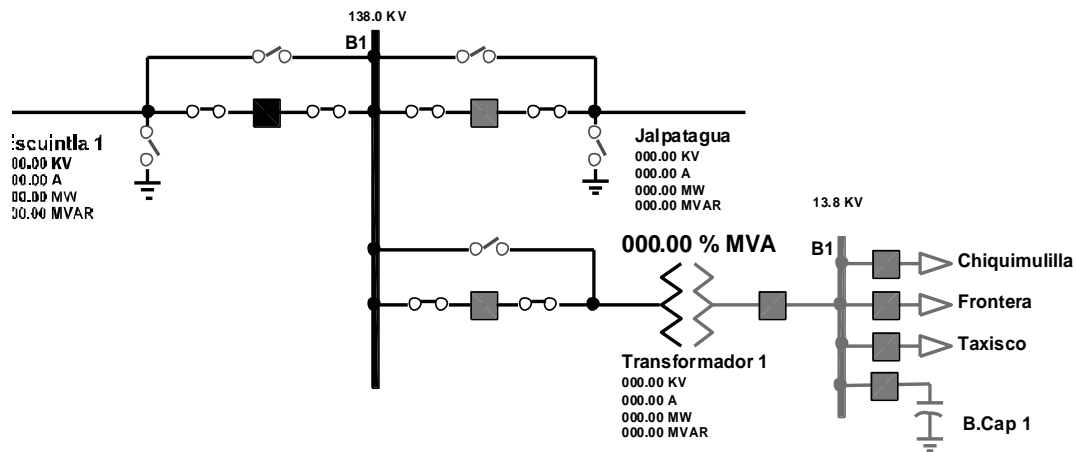 138.0 KV
B1
scuintla 1
00.00 KV
00.00 A
00.00 MW
00.00 MVAR
Jalpatagua
000.00 KV
000.00 A
000.00 MW
000.00 MVAR
13.8 KV
B1
000.00 % MVA
Chiquimulilla
Frontera
Taxisco
B.Cap 1
Transformador 1
000.00 KV
000.00 A
000.00 MW
000.00 MVAR